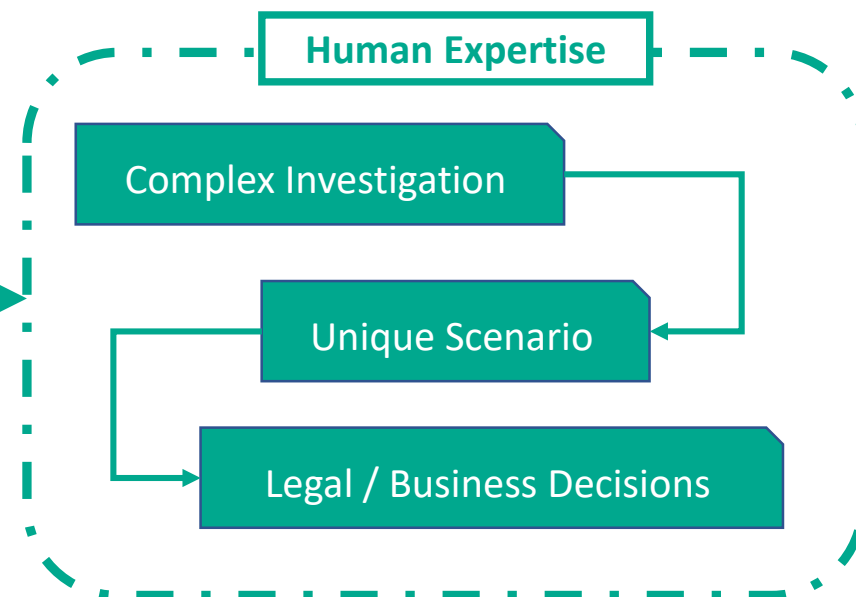 Human Expertise
Complex Investigation
Unique Scenario
Legal / Business Decisions